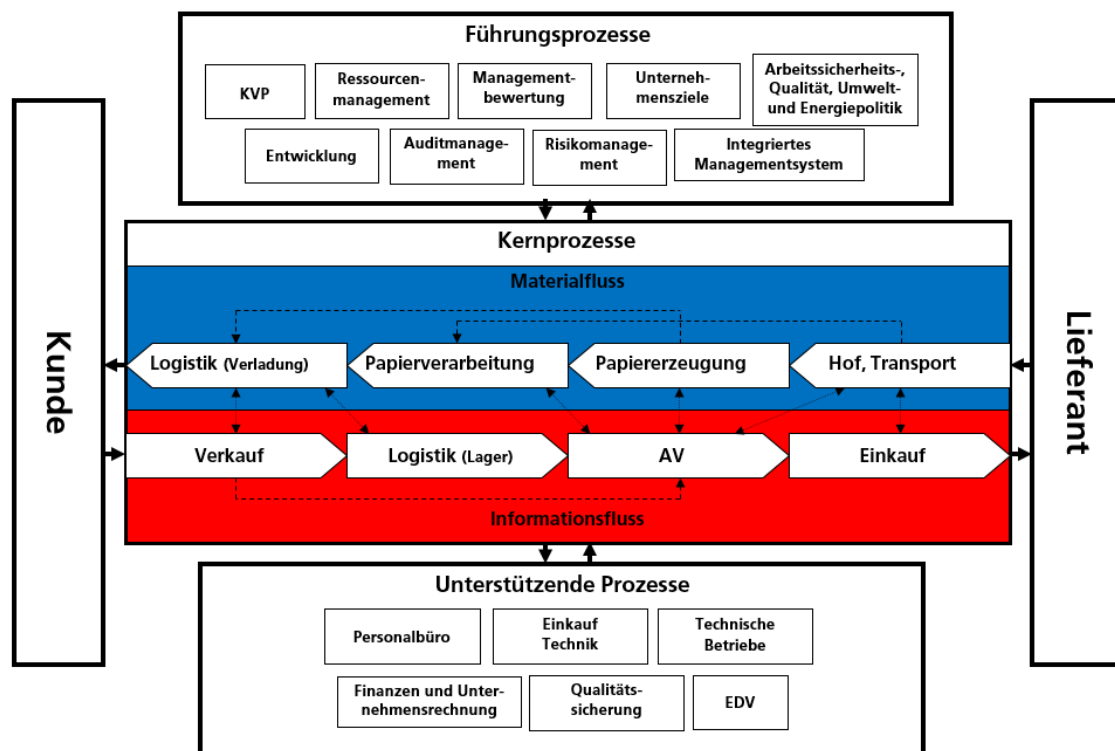 Führungsprozesse
KVP
Ressourcen-
management
Management-
bewertung
Unterneh-
mensziele
Arbeitssicherheits-,
Qualität, Umwelt-
und Energiepolitik
Entwicklung
Auditmanage-
ment
Risikomanage-
ment
Integriertes
Managementsystem
Kunde
Kernprozesse
Materialfluss
Logistik (Verladung)
Papierverarbeitung
Papiererzeugung
Hof, Transport
Verkauf
Logistik (Lager)
AV
Einkauf
Informationsfluss
Lieferant
Unterstützende Prozesse
Personalbüro
Einkauf
Technik
Technische
Betriebe
Finanzen und Unter-
nehmensrechnung
Qualitäts-
sicherung
EDV